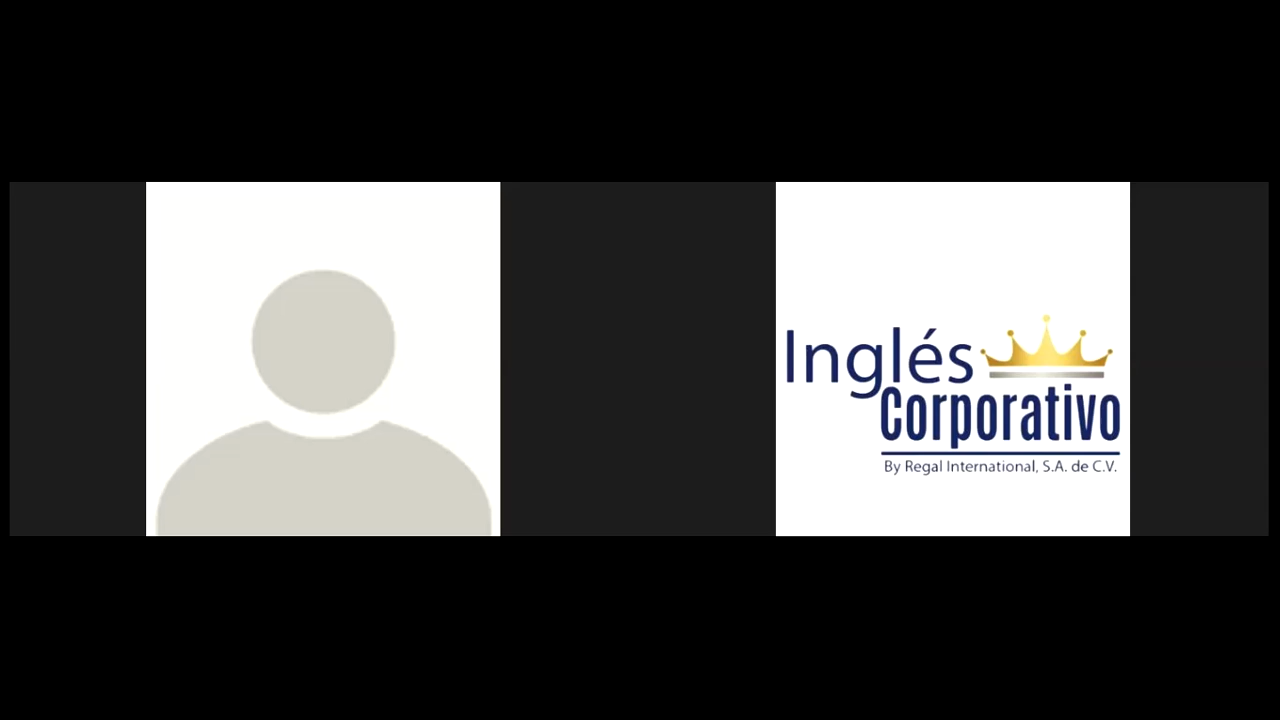 Inglés
Corporativo
By Regal International, S.A. de C.V.